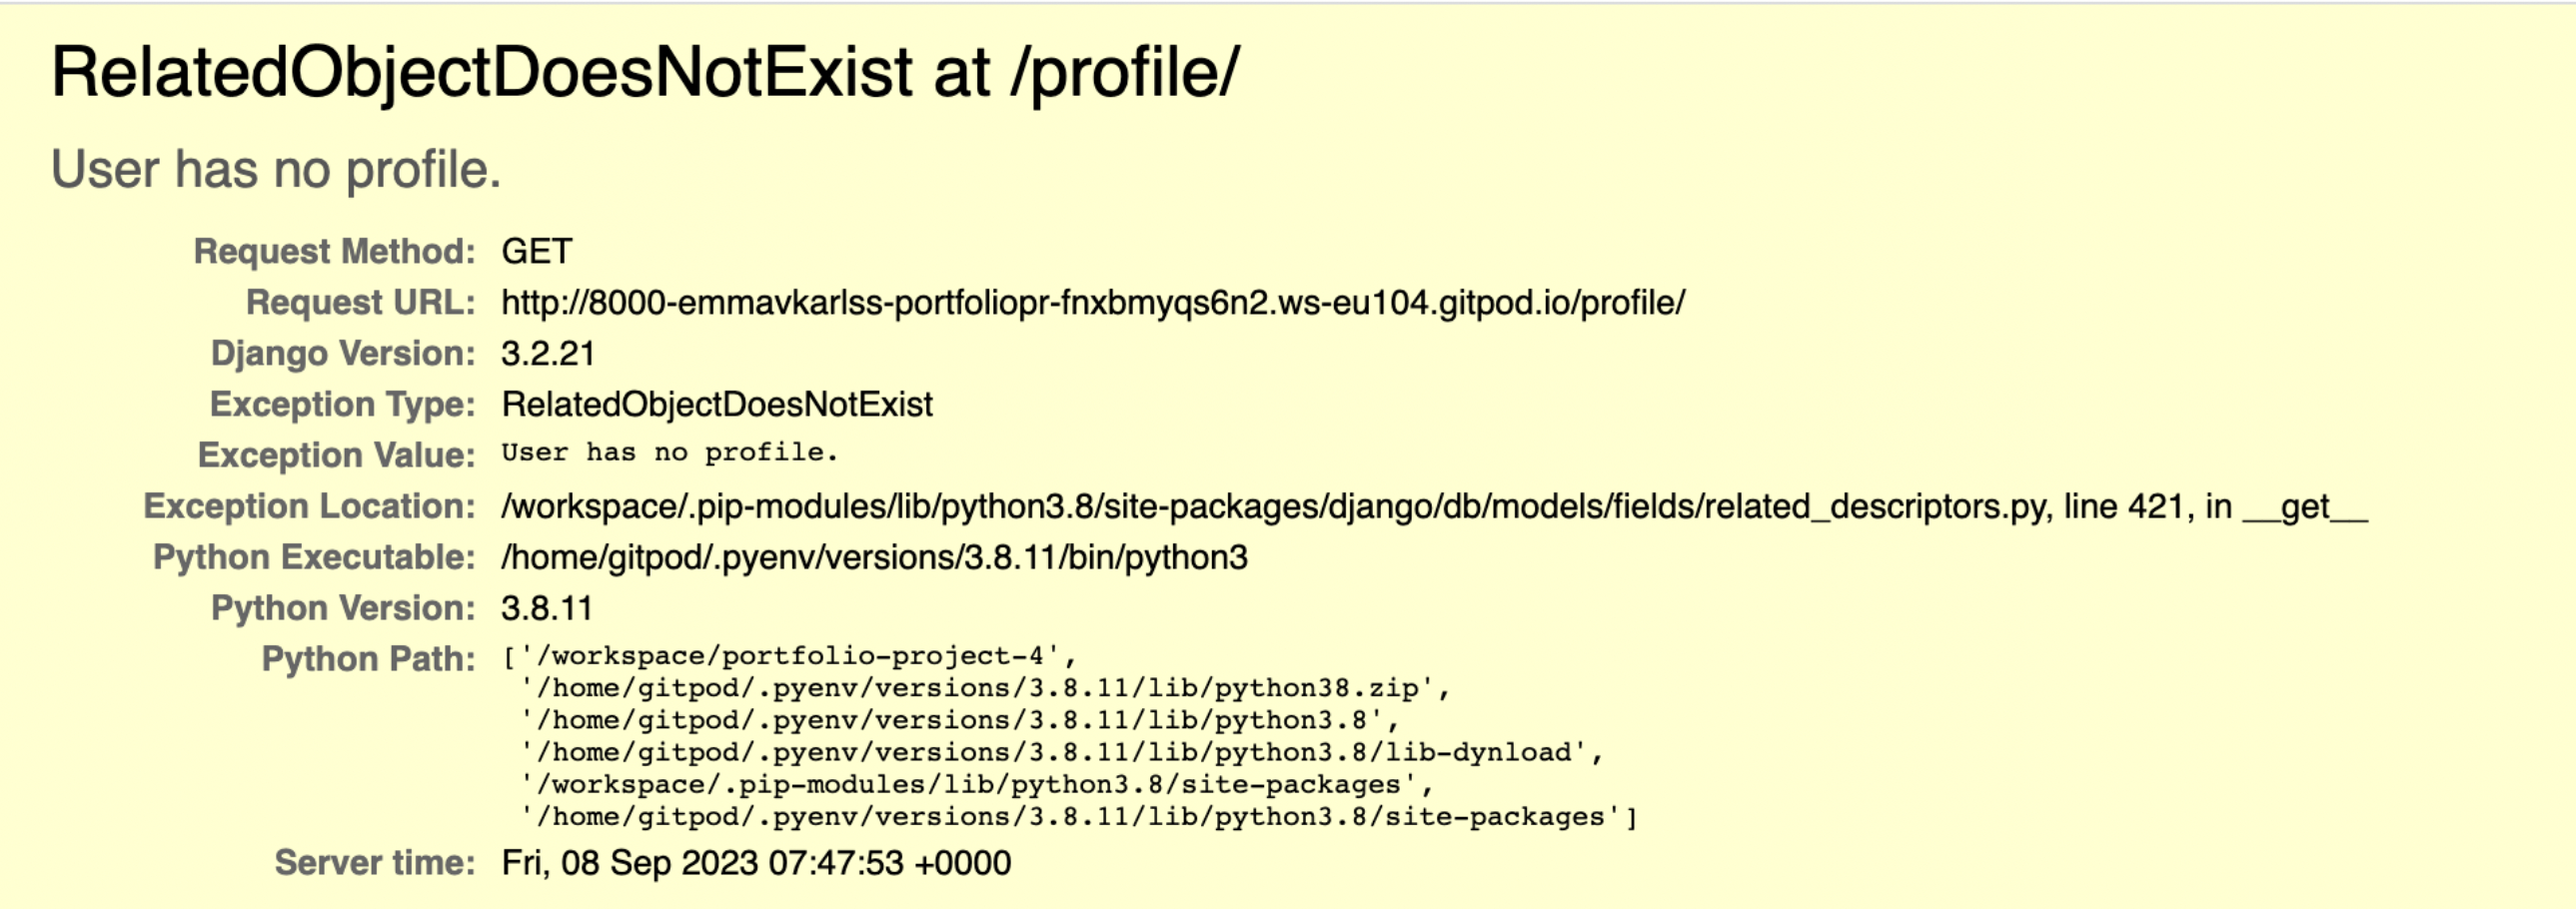 RelatedObjectDoesNotExist at /profile/
User has no profile.
Request Method: GET
Request URL: http://8000-emmavkarlss-portfoliopr-fnxbmyqs6n2.ws-eu104.gitpod.io/profile/
Django Version: 3.2.21
Exception Type: RelatedObjectDoesNotExist
Exception Value: User has no profile.
Exception Location: /workspace/.pip-modules/lib/python3.8/site-packages/django/db/models/fields/related_descriptors.py, line 421, in __get__
Python Executable: /home/gitpod/.pyenv/versions/3.8.11/bin/python3
Python Version: 3.8.11
Python Path: ['/workspace/portfolio-project-4',
'/home/gitpod/.pyenv/versions/3.8.11/lib/python38.zip',
'/home/gitpod/.pyenv/versions/3.8.11/lib/python3.8',
'/home/gitpod/.pyenv/versions/3.8.11/lib/python3.8/lib-dynload',
'/workspace/.pip-modules/lib/python3.8/site-packages',
'/home/gitpod/.pyenv/versions/3.8.11/lib/python3.8/site-packages']
Server time: Fri, 08 Sep 2023 07:47:53 +0000